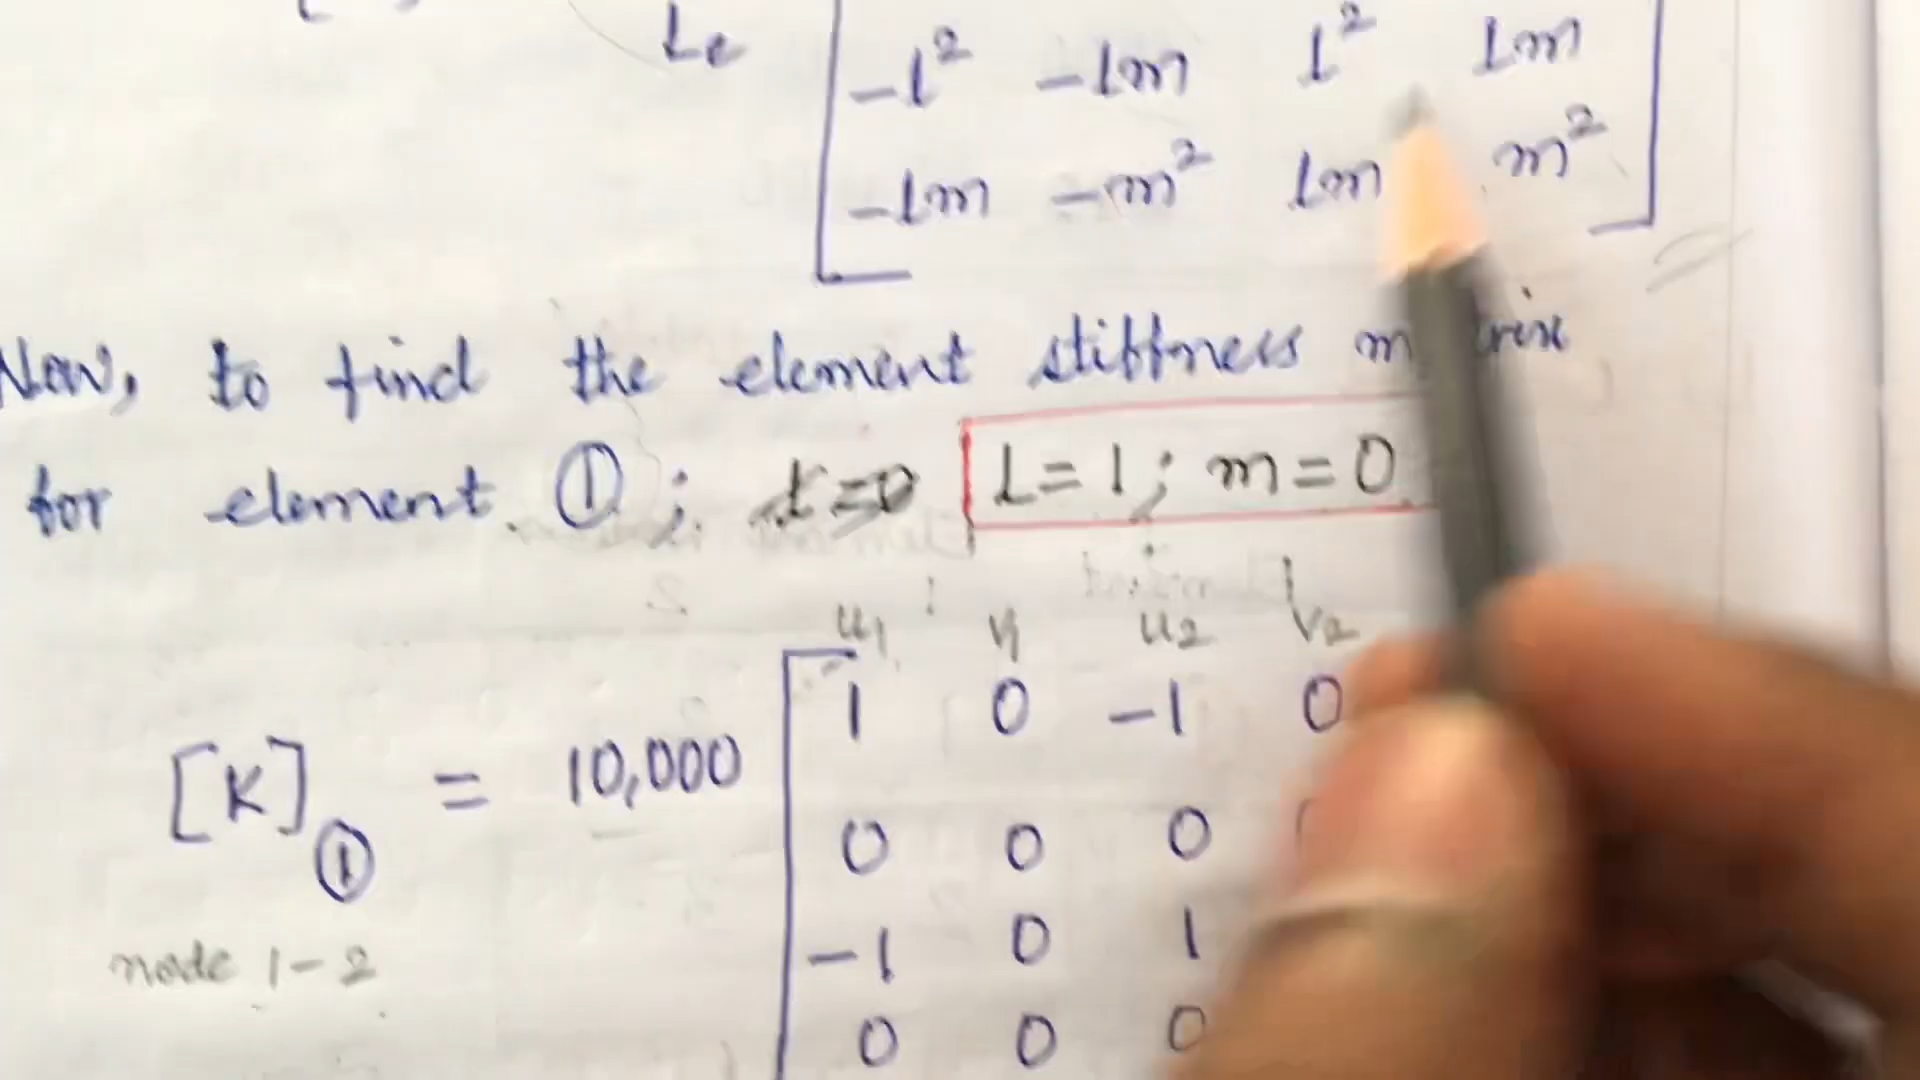 Le -l² -lm l² lm
-lm -m² lm m²
Now, to find the element stiffness matrix
for element ① ; L = 1 ; m = 0
u1 v1 u2 v2
1 0 -1 0
[K]① = 10,000
0 0 0
-1 0 1
node 1-2
0 0 0